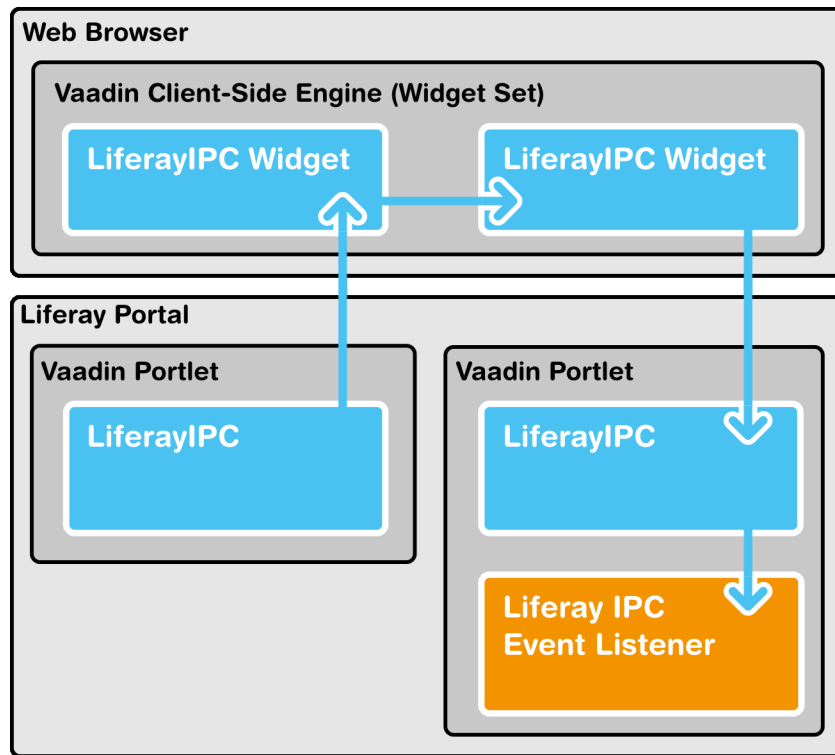 Web Browser
Vaadin Client-Side Engine (Widget Set)
LiferayIPC Widget
LiferayIPC Widget
Liferay Portal
Vaadin Portlet
Vaadin Portlet
LiferayIPC
LiferayIPC
Liferay IPC
Event Listener